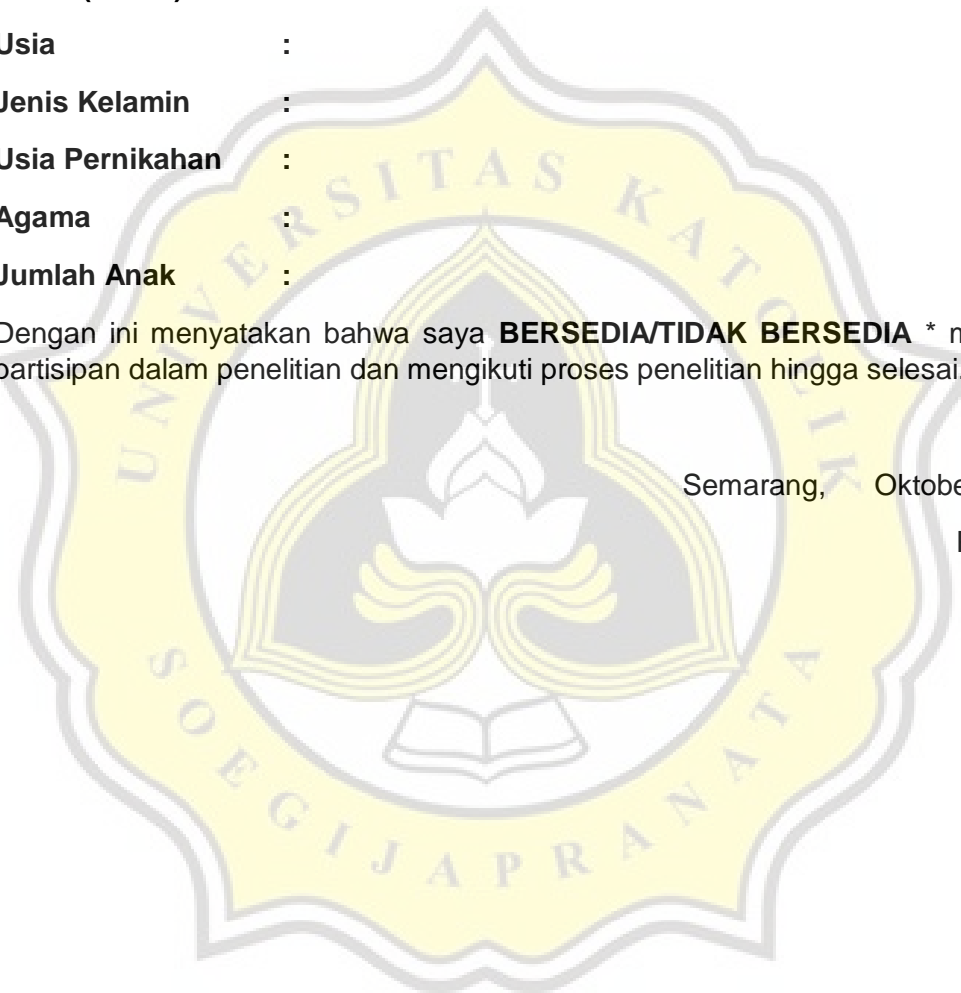 Usia :
Jenis Kelamin :
Usia Pernikahan :
Agama :
Jumlah Anak :
Dengan ini menyatakan bahwa saya BERSEDIA/TIDAK BERSEDIA *
partisipan dalam penelitian dan mengikuti proses penelitian hingga selesai.
Semarang,
UNIVERSITAS KATOLIK
SOEGIJAPRANATA